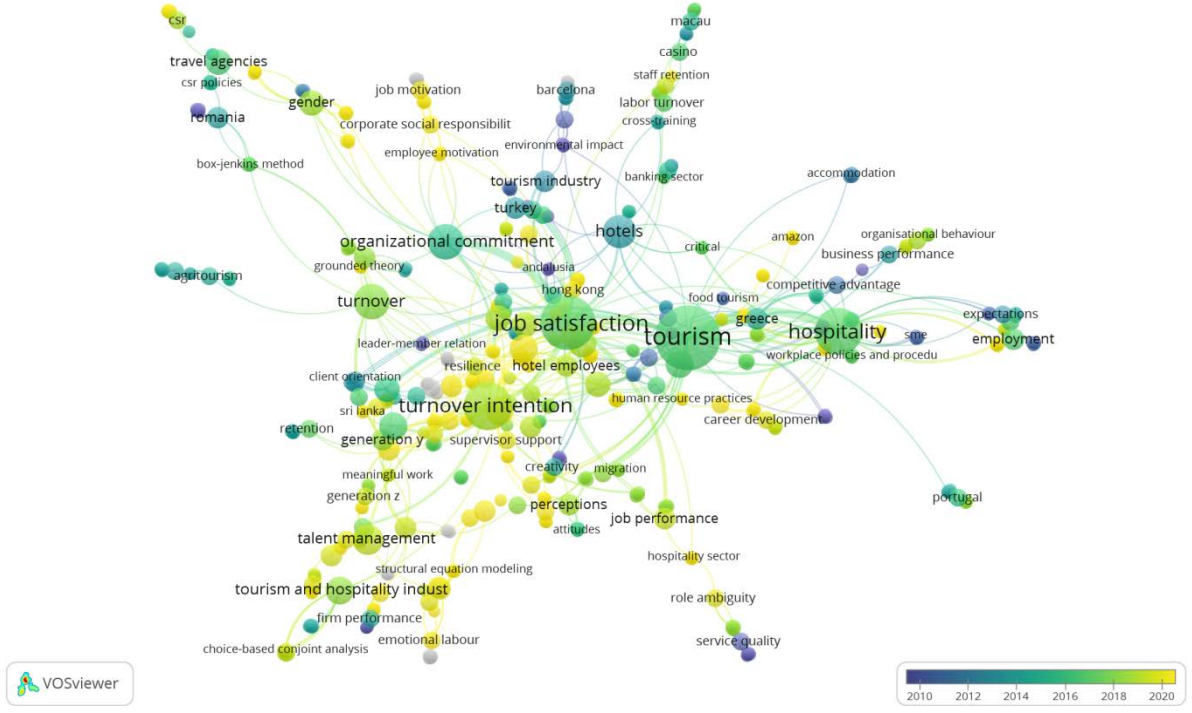 csr
macau
travel agencies
casino
csr policies
staff retention
job motivation
barcelona
gender
labor turnover
romania
corporate social responsibilit
cross-training
environmental impact
employee motivation
box-jenkins method
tourism industry
banking sector
accommodation
turkey
hotels
organizational commitment
amazon
organisational behaviour
critical
business performance
grounded theory
andalusia
agritourism
hong kong
competitive advantage
turnover
food tourism
job satisfaction
greece
expectations
tourism
hospitality
sme
employment
leader-member relation
workplace policies and procedu
resilience
hotel employees
client orientation
human resource practices
turnover intention
sri lanka
career development
retention
generation y
supervisor support
creativity
migration
meaningful work
generation z
portugal
perceptions
job performance
attitudes
talent management
hospitality sector
structural equation modeling
tourism and hospitality indust
role ambiguity
firm performance
emotional labour
service quality
choice-based conjoint analysis
VOSviewer
2010 2012 2014 2016 2018 2020